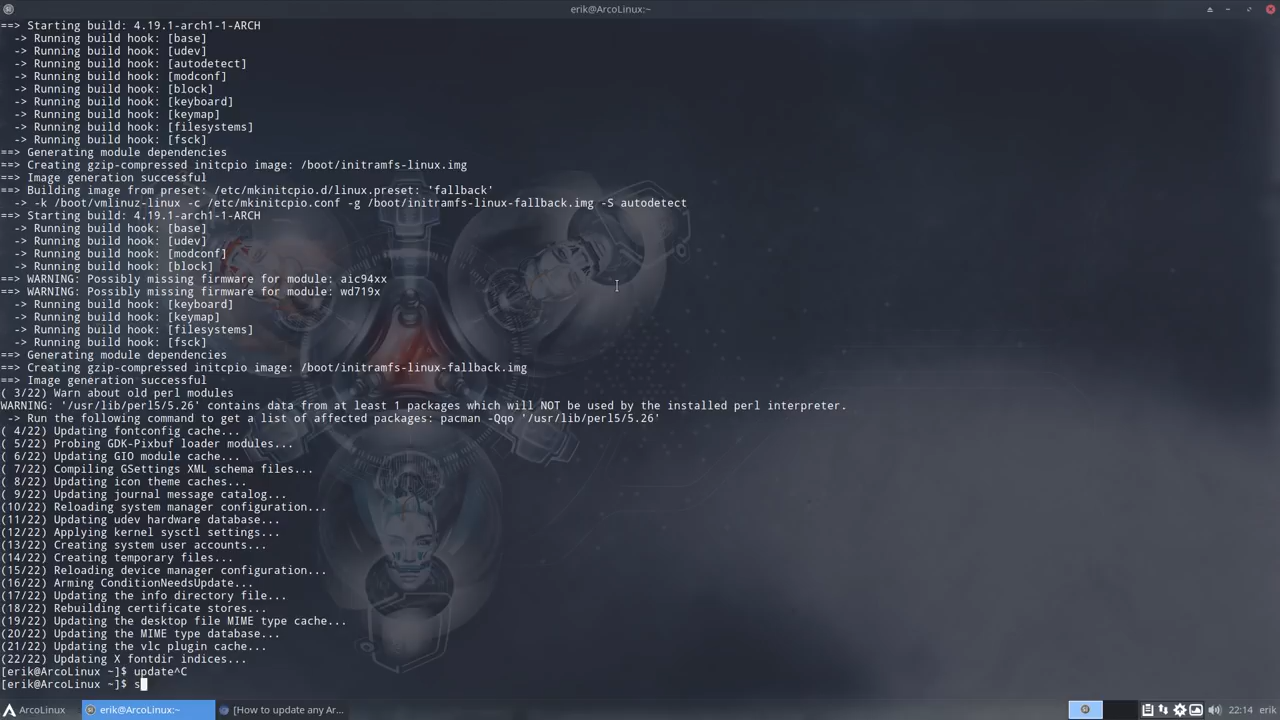 erik@ArcoLinux:~
==> Starting build: 4.19.1-arch1-1-ARCH
-> Running build hook: [base]
-> Running build hook: [udev]
-> Running build hook: [autodetect]
-> Running build hook: [modconf]
-> Running build hook: [block]
-> Running build hook: [keyboard]
-> Running build hook: [keymap]
-> Running build hook: [filesystems]
-> Running build hook: [fsck]
==> Generating module dependencies
==> Creating gzip-compressed initcpio image: /boot/initramfs-linux.img
==> Image generation successful
==> Building image from preset: /etc/mkinitcpio.d/linux.preset: 'fallback'
-> -k /boot/vmlinuz-linux -c /etc/mkinitcpio.conf -g /boot/initramfs-linux-fallback.img -S autodetect
==> Starting build: 4.19.1-arch1-1-ARCH
-> Running build hook: [base]
-> Running build hook: [udev]
-> Running build hook: [modconf]
-> Running build hook: [block]
==> WARNING: Possibly missing firmware for module: aic94xx
==> WARNING: Possibly missing firmware for module: wd719x
-> Running build hook: [keyboard]
-> Running build hook: [keymap]
-> Running build hook: [filesystems]
-> Running build hook: [fsck]
==> Generating module dependencies
==> Creating gzip-compressed initcpio image: /boot/initramfs-linux-fallback.img
==> Image generation successful
( 3/22) Warn about old perl modules
WARNING: '/usr/lib/perl5/5.26' contains data from at least 1 packages which will NOT be used by the installed perl interpreter.
-> Run the following command to get a list of affected packages: pacman -Qqo '/usr/lib/perl5/5.26'
( 4/22) Updating fontconfig cache...
( 5/22) Probing GDK-Pixbuf loader modules...
( 6/22) Updating GIO module cache...
( 7/22) Compiling GSettings XML schema files...
( 8/22) Updating icon theme caches...
( 9/22) Updating journal message catalog...
(10/22) Reloading system manager configuration...
(11/22) Updating udev hardware database...
(12/22) Applying kernel sysctl settings...
(13/22) Creating system user accounts...
(14/22) Creating temporary files...
(15/22) Reloading device manager configuration...
(16/22) Arming ConditionNeedsUpdate...
(17/22) Updating the info directory file...
(18/22) Rebuilding certificate stores...
(19/22) Updating the desktop file MIME type cache...
(20/22) Updating the MIME type database...
(21/22) Updating the vlc plugin cache...
(22/22) Updating X fontdir indices...
[erik@ArcoLinux ~]$ update^C
[erik@ArcoLinux ~]$ s
ArcoLinux erik@ArcoLinux:~ [How to update any Ar... 22:14 erik